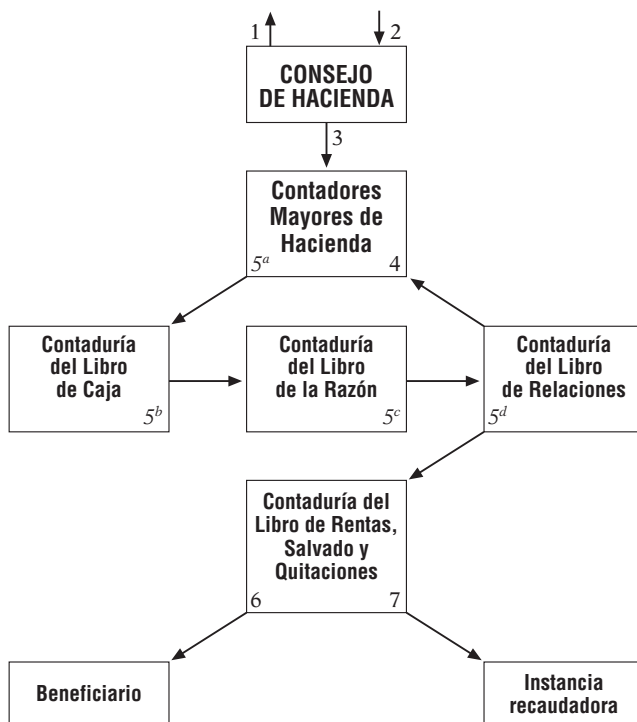 1
2
CONSEJO
DE HACIENDA
3
Contadores
Mayores de
Hacienda
5ª 4
Contaduría
del Libro
de Caja
5ᵇ
Contaduría
del Libro
de la Razón
5ᶜ
Contaduría
del Libro
de Relaciones
5ᵈ
Contaduría del
Libro de Rentas,
Salvado y
Quitaciones
6 7
Beneficiario
Instancia
recaudadora